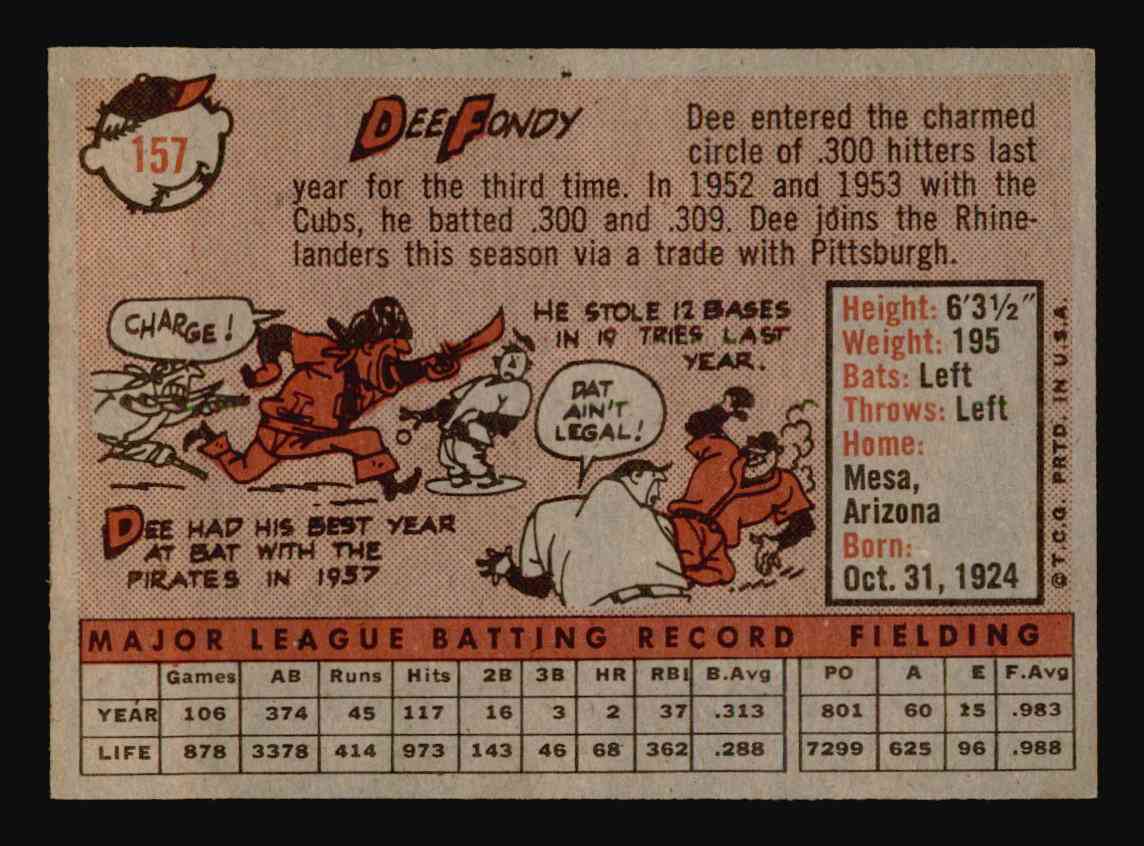 157
DEE FONDY
Dee entered the charmed
circle of .300 hitters last
year for the third time. In 1952 and 1953 with the
Cubs, he batted .300 and .309. Dee joins the Rhine-
landers this season via a trade with Pittsburgh.
CHARGE!
HE STOLE 12 BASES
IN 19 TRIES LAST
YEAR.
DAT
AIN'T
LEGAL!
DEE HAD HIS BEST YEAR
AT BAT WITH THE
PIRATES IN 1957
Height: 6'3½"
Weight: 195
Bats: Left
Throws: Left
Home:
Mesa,
Arizona
Born:
Oct. 31, 1924
© T.C.G. PRTD. IN U.S.A.
MAJOR LEAGUE BATTING RECORD FIELDING
Games AB Runs Hits 2B 3B HR RBI B.Avg PO A E F.Avg
YEAR 106 374 45 117 16 3 2 37 .313 801 60 15 .983
LIFE 878 3378 414 973 143 46 68 362 .288 7299 625 96 .988